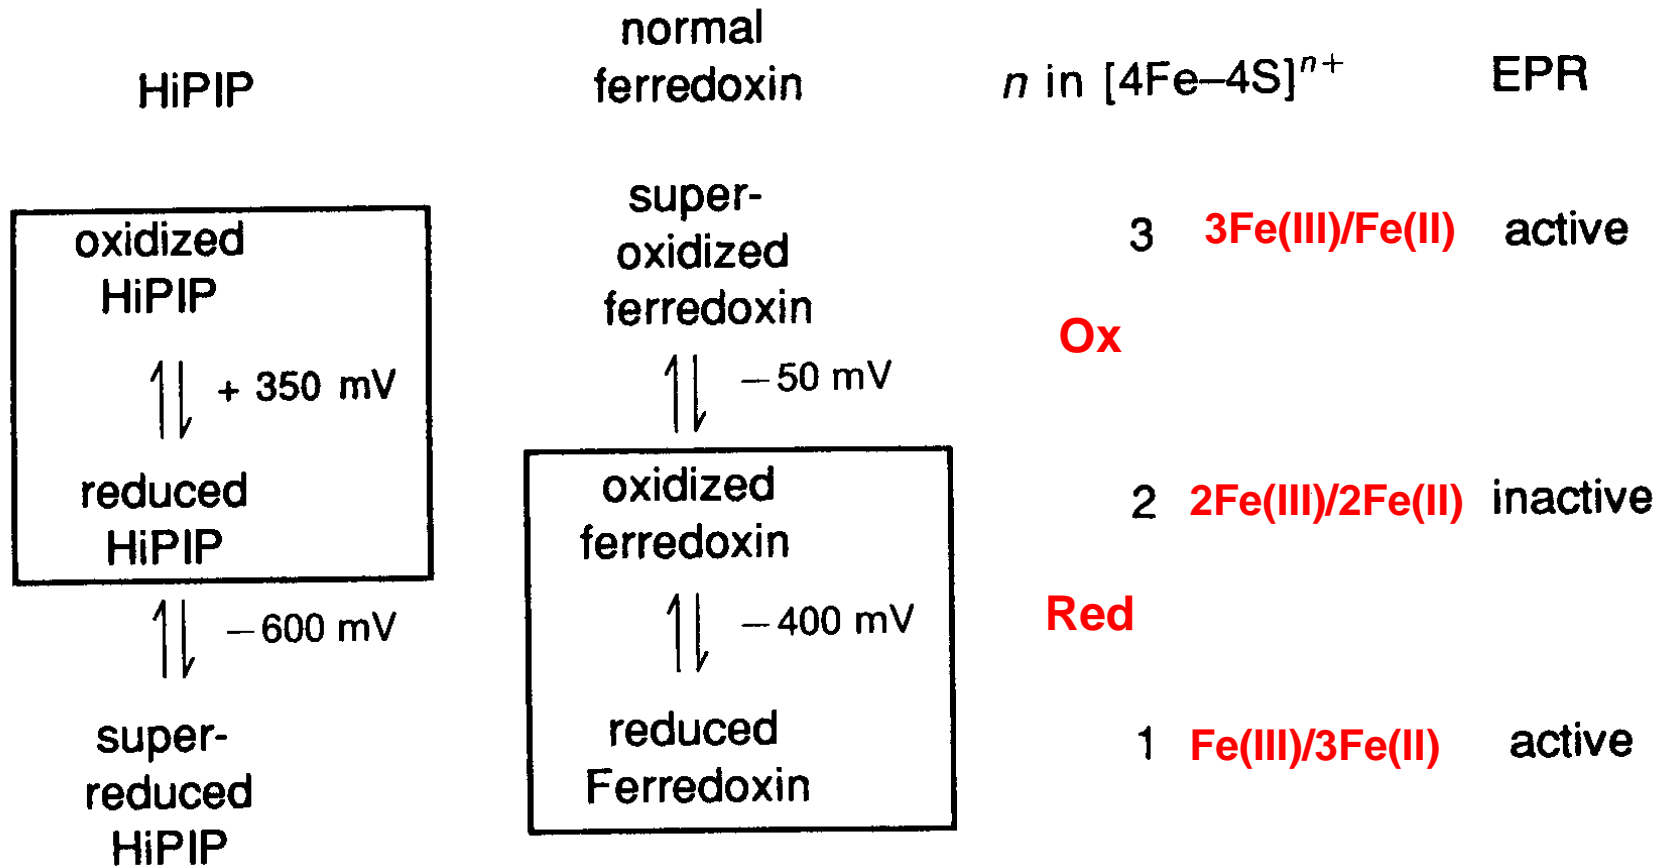 HiPIP
normal
ferredoxin
n in [4Fe–4S]ⁿ⁺
EPR
oxidized
HiPIP
+ 350 mV
reduced
HiPIP
−600 mV
super-
reduced
HiPIP
super-
oxidized
ferredoxin
−50 mV
oxidized
ferredoxin
−400 mV
reduced
Ferredoxin
3 3Fe(III)/Fe(II) active
Ox
2 2Fe(III)/2Fe(II) inactive
Red
1 Fe(III)/3Fe(II) active